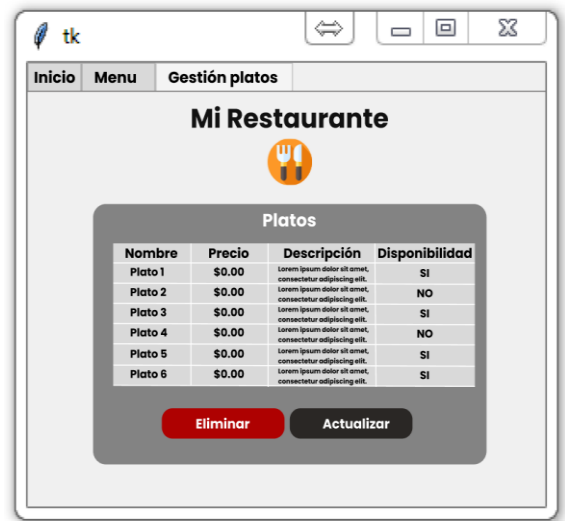 tk
Inicio Menu Gestión platos
Mi Restaurante
Platos
Nombre Precio Descripción Disponibilidad
Plato 1 $0.00 Lorem ipsum dolor sit amet, consectetur adipiscing elit. SI
Plato 2 $0.00 Lorem ipsum dolor sit amet, consectetur adipiscing elit. NO
Plato 3 $0.00 Lorem ipsum dolor sit amet, consectetur adipiscing elit. SI
Plato 4 $0.00 Lorem ipsum dolor sit amet, consectetur adipiscing elit. NO
Plato 5 $0.00 Lorem ipsum dolor sit amet, consectetur adipiscing elit. SI
Plato 6 $0.00 Lorem ipsum dolor sit amet, consectetur adipiscing elit. SI
Eliminar Actualizar